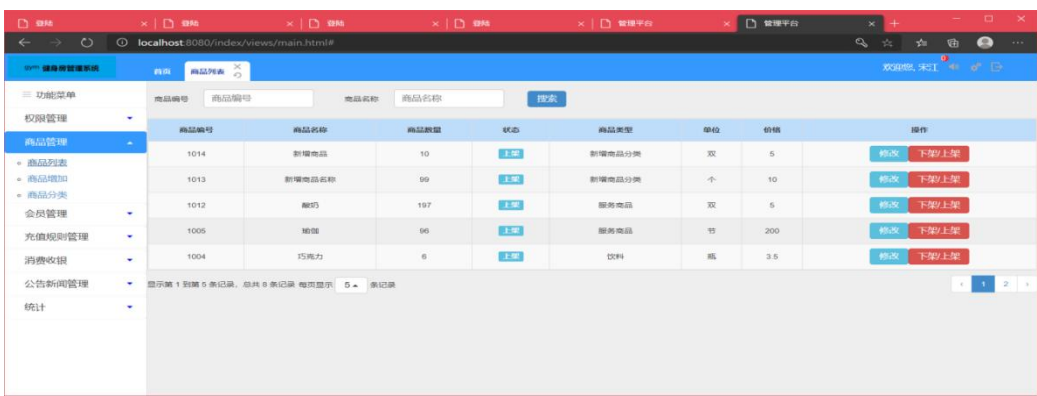 登陆 登陆 登陆 登陆 管理平台 管理平台
localhost:8080/index/views/main.html#
gym 健身房管理系统 首页 商品列表 欢迎您, 宋江 0
功能菜单 商品编号 商品编号 商品名称 商品名称 搜索
权限管理
商品管理
商品列表
商品增加
商品分类
会员管理
充值规则管理
消费收银
公告新闻管理
统计
商品编号 商品名称 商品数量 状态 商品类型 单位 价格 操作
1014 新增商品 10 上架 新增商品分类 双 5 修改 下架/上架
1013 新增商品名称 99 上架 新增商品分类 个 10 修改 下架/上架
1012 酸奶 197 上架 服务商品 双 5 修改 下架/上架
1005 瑜伽 96 上架 服务商品 节 200 修改 下架/上架
1004 巧克力 6 上架 饮料 瓶 3.5 修改 下架/上架
显示第 1 到第 5 条记录，总共 8 条记录 每页显示 5 条记录 ‹ 1 2 ›